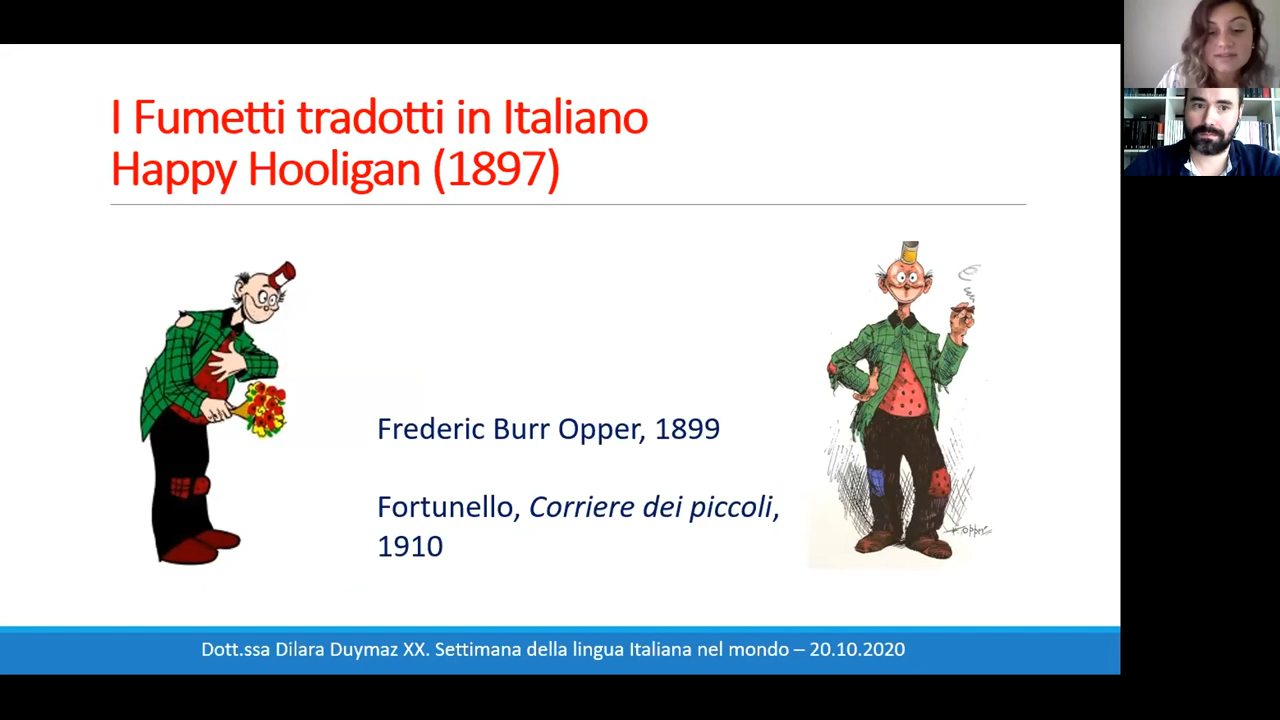 I Fumetti tradotti in Italiano
Happy Hooligan (1897)
Frederic Burr Opper, 1899
Fortunello, Corriere dei piccoli,
1910
F. Opper
Dott.ssa Dilara Duymaz XX. Settimana della lingua Italiana nel mondo – 20.10.2020